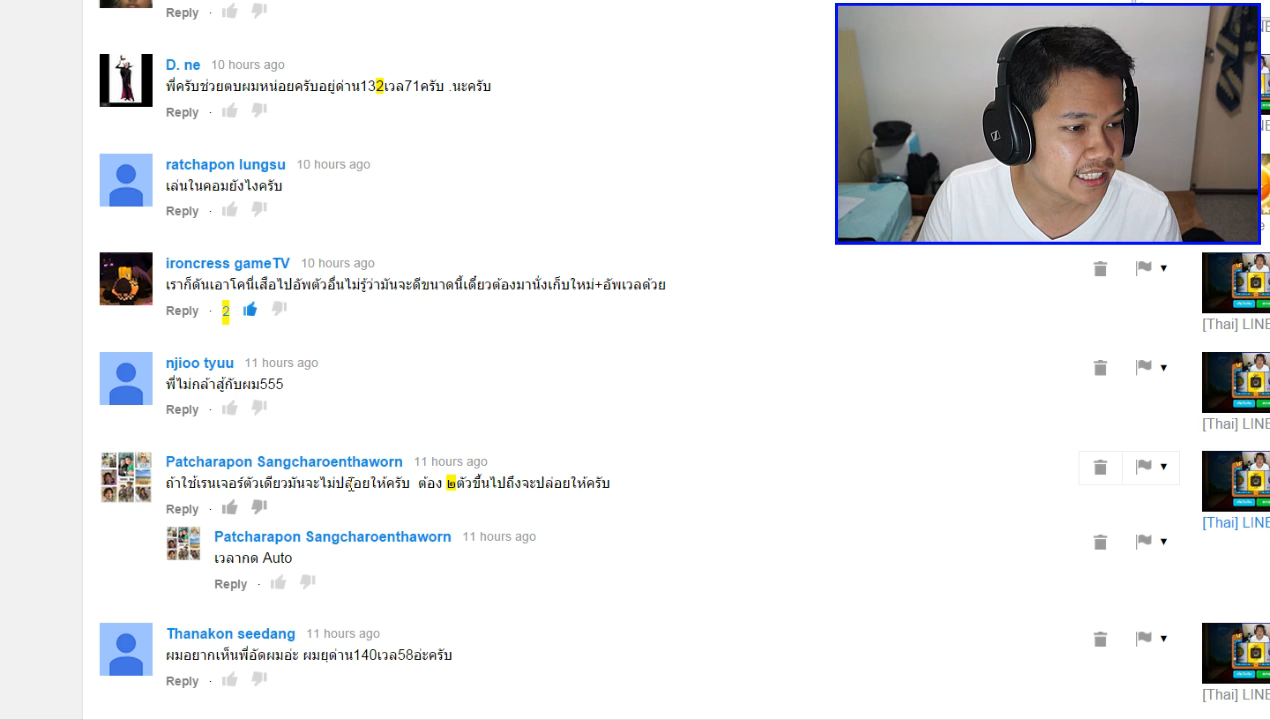 Reply ·
D. ne 10 hours ago
พี่ครับช่วยตบผมหน่อยครับอยู่ด่าน132เวล71ครับ .นะครับ
Reply ·
ratchapon lungsu 10 hours ago
เล่นในคอมยังไงครับ
Reply ·
ironcress gameTV 10 hours ago
เราก็ดันเอาโคนี่เสือไปอัพตัวอื่นไม่รู้ว่ามันจะดีขนาดนี้เดี๋ยวต้องมานั่งเก็บใหม่+อัพเวลด้วย
Reply · 2
[Thai] LINE
njioo tyuu 11 hours ago
พี่ไม่กล้าสู้กับผม555
Reply ·
[Thai] LINE
Patcharapon Sangcharoenthaworn 11 hours ago
ถ้าใช้เรนเจอร์ตัวเดียวมันจะไม่ปล่อยให้ครับ ต้อง ๒ตัวขึ้นไปถึงจะปล่อยให้ครับ
Reply ·
[Thai] LINE
Patcharapon Sangcharoenthaworn 11 hours ago
เวลากด Auto
Reply ·
Thanakon seedang 11 hours ago
ผมอยากเห็นพี่อัดผมอ่ะ ผมยุด่าน140เวล58อ่ะครับ
Reply ·
[Thai] LINE